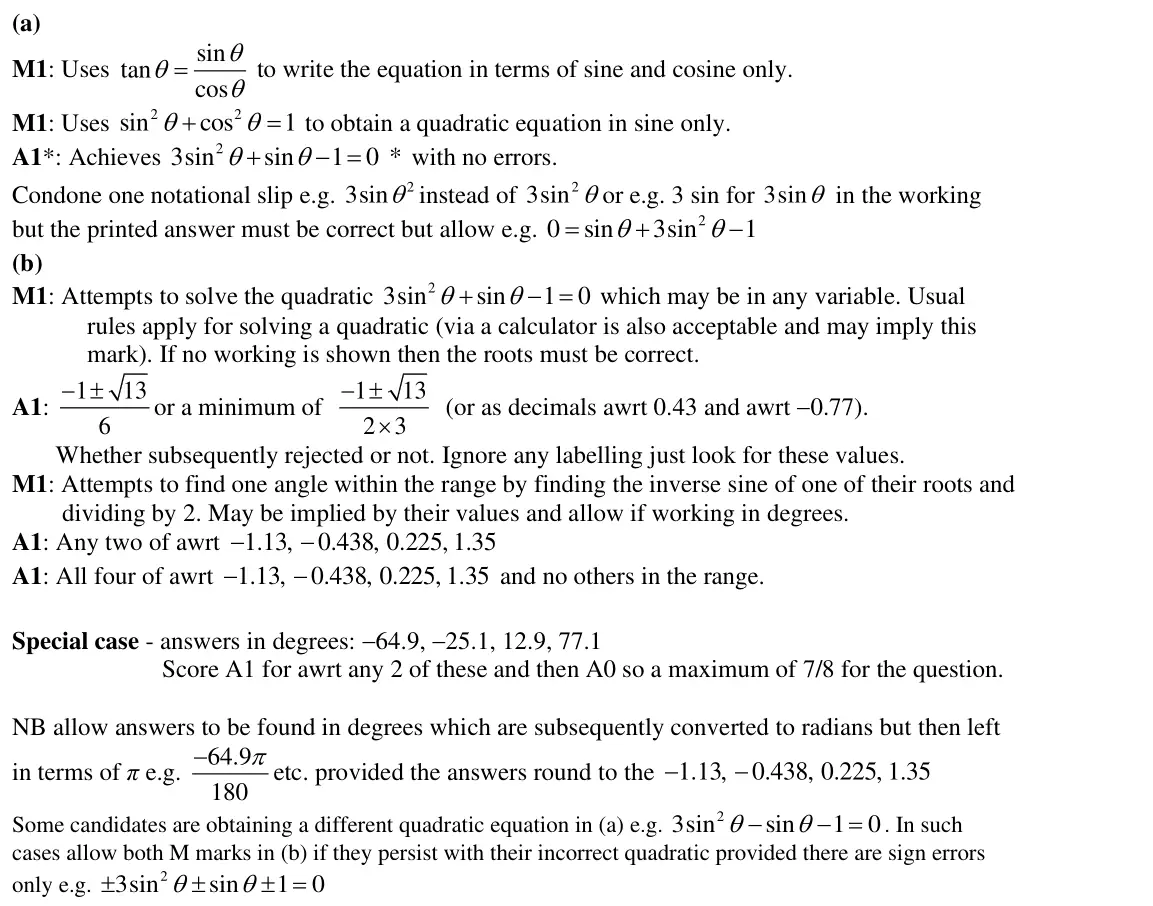 (a)
M1: Uses tan θ = sin θ / cos θ to write the equation in terms of sine and cosine only.
M1: Uses sin² θ + cos² θ = 1 to obtain a quadratic equation in sine only.
A1*: Achieves 3sin² θ + sin θ − 1 = 0 * with no errors.
Condone one notational slip e.g. 3sin θ² instead of 3sin² θ or e.g. 3 sin for 3sin θ in the working
but the printed answer must be correct but allow e.g. 0 = sin θ + 3sin² θ − 1
(b)
M1: Attempts to solve the quadratic 3sin² θ + sin θ − 1 = 0 which may be in any variable. Usual
rules apply for solving a quadratic (via a calculator is also acceptable and may imply this
mark). If no working is shown then the roots must be correct.
A1: (−1 ± √13) / 6 or a minimum of (−1 ± √13) / (2×3) (or as decimals awrt 0.43 and awrt –0.77).
Whether subsequently rejected or not. Ignore any labelling just look for these values.
M1: Attempts to find one angle within the range by finding the inverse sine of one of their roots and
dividing by 2. May be implied by their values and allow if working in degrees.
A1: Any two of awrt −1.13, −0.438, 0.225, 1.35
A1: All four of awrt −1.13, −0.438, 0.225, 1.35 and no others in the range.
Special case - answers in degrees: –64.9, –25.1, 12.9, 77.1
Score A1 for awrt any 2 of these and then A0 so a maximum of 7/8 for the question.
NB allow answers to be found in degrees which are subsequently converted to radians but then left
in terms of π e.g. −64.9π / 180 etc. provided the answers round to the −1.13, −0.438, 0.225, 1.35
Some candidates are obtaining a different quadratic equation in (a) e.g. 3sin² θ − sin θ − 1 = 0. In such
cases allow both M marks in (b) if they persist with their incorrect quadratic provided there are sign errors
only e.g. ±3sin² θ ± sin θ ± 1 = 0